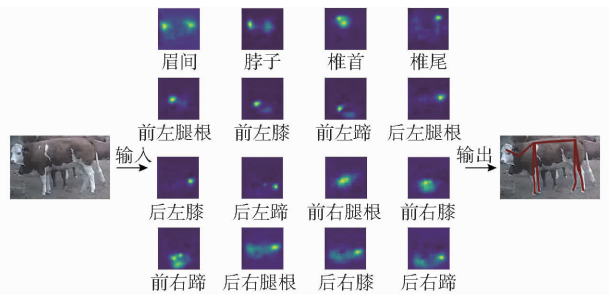 眉间 脖子 椎首 椎尾
前左腿根 前左膝 前左蹄 后左腿根
输入 输出
后左膝 后左蹄 前右腿根 前右膝
前右蹄 后右腿根 后右膝 后右蹄